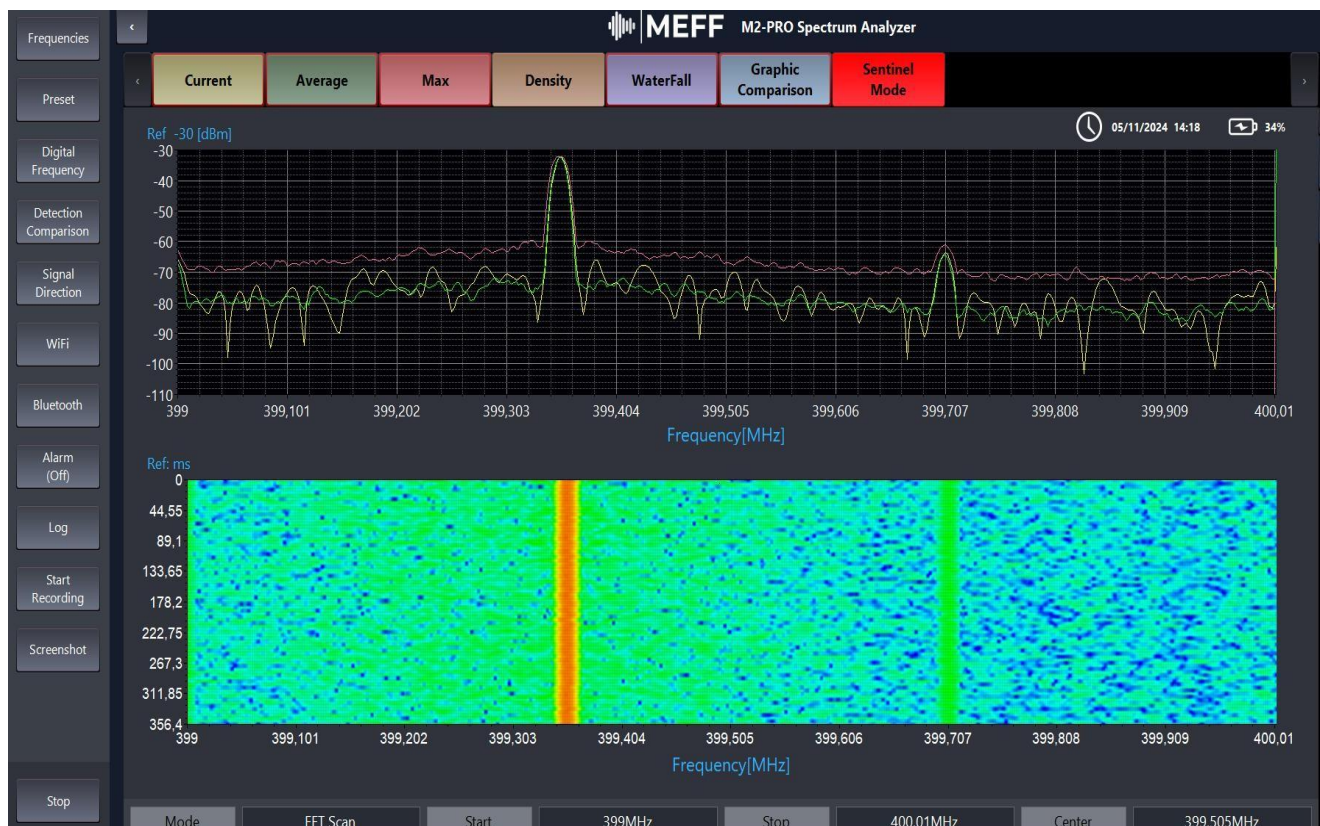 MEFF M2-PRO Spectrum Analyzer
Frequencies
Preset
Digital
Frequency
Detection
Comparison
Signal
Direction
WiFi
Bluetooth
Alarm
(Off)
Log
Start
Recording
Screenshot
Stop
Current Average Max Density WaterFall Graphic Comparison Sentinel Mode
05/11/2024 14:18 34%
Ref -30 [dBm]
-30
-40
-50
-60
-70
-80
-90
-100
-110
399 399,101 399,202 399,303 399,404 399,505 399,606 399,707 399,808 399,909 400,01
Frequency[MHz]
Ref: ms
0
44,55
89,1
133,65
178,2
222,75
267,3
311,85
356,4
399 399,101 399,202 399,303 399,404 399,505 399,606 399,707 399,808 399,909 400,01
Frequency[MHz]
Mode FFT Scan Start 399MHz Stop 400.01MHz Center 399.505MHz